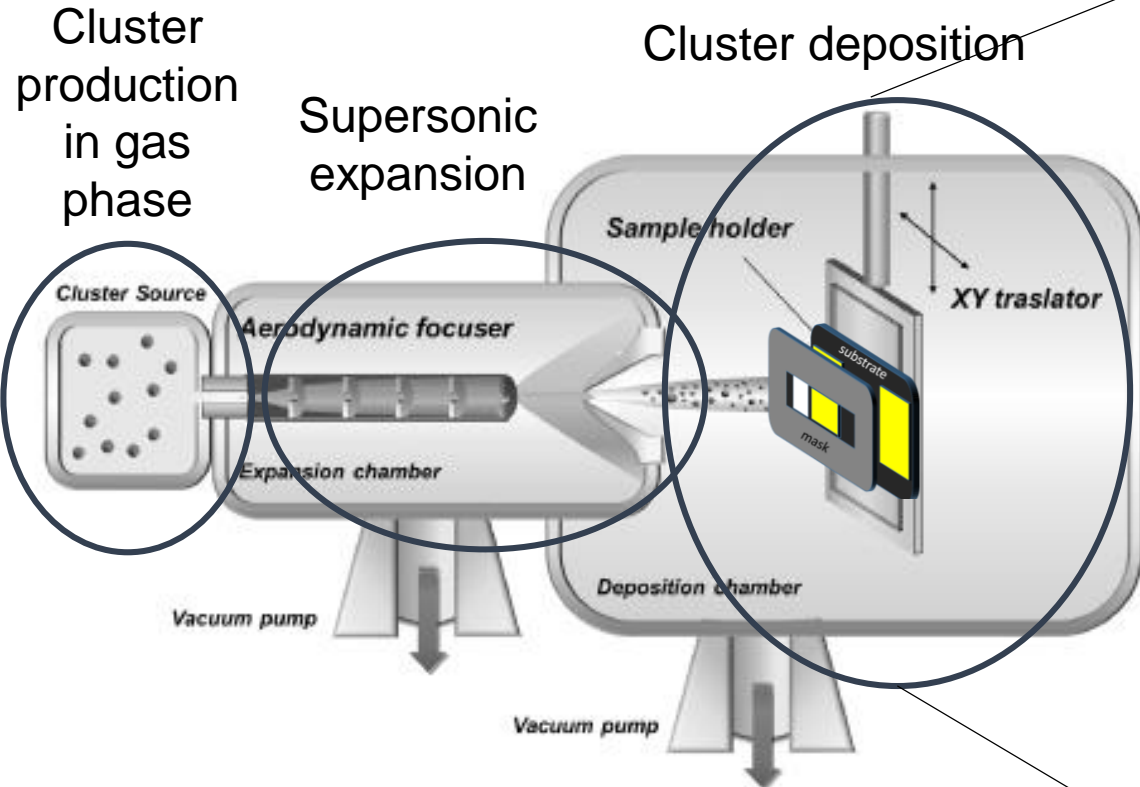 Cluster
production
in gas
phase
Supersonic
expansion
Cluster deposition
Cluster Source
Aerodynamic focuser
Expansion chamber
Vacuum pump
Sample holder
XY traslator
substrate
mask
Deposition chamber
Vacuum pump